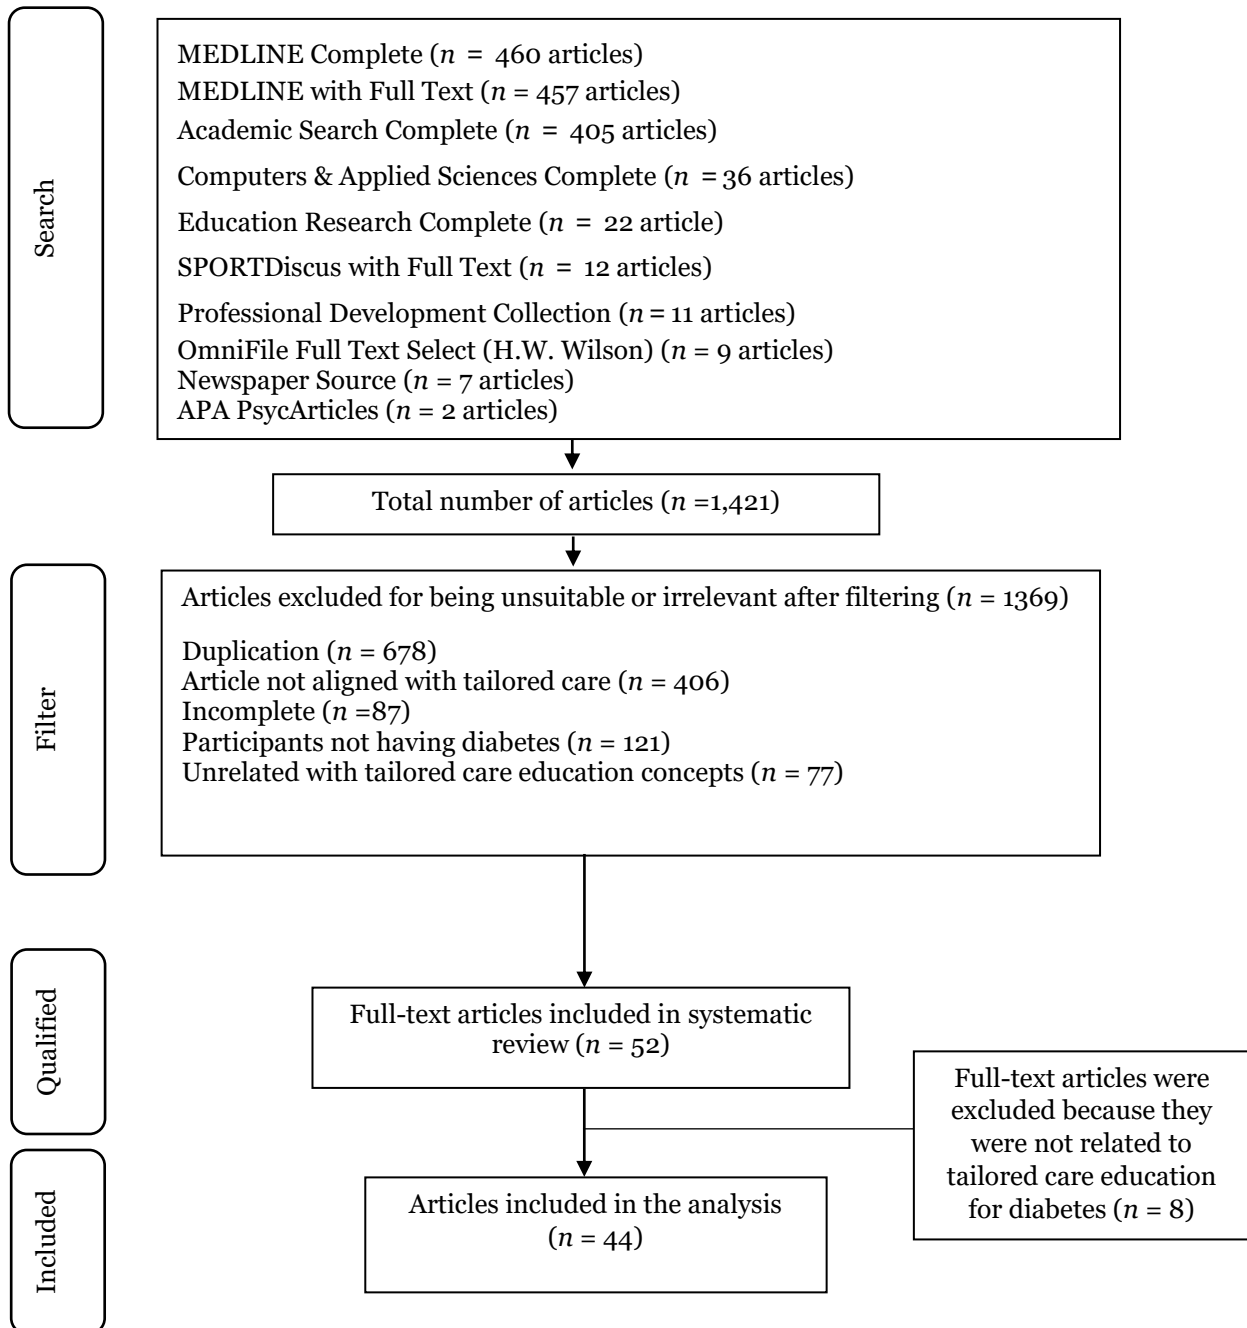 Search
MEDLINE Complete (n = 460 articles)
MEDLINE with Full Text (n = 457 articles)
Academic Search Complete (n = 405 articles)
Computers & Applied Sciences Complete (n = 36 articles)
Education Research Complete (n = 22 article)
SPORTDiscus with Full Text (n = 12 articles)
Professional Development Collection (n = 11 articles)
OmniFile Full Text Select (H.W. Wilson) (n = 9 articles)
Newspaper Source (n = 7 articles)
APA PsycArticles (n = 2 articles)
Total number of articles (n =1,421)
Filter
Articles excluded for being unsuitable or irrelevant after filtering (n = 1369)
Duplication (n = 678)
Article not aligned with tailored care (n = 406)
Incomplete (n =87)
Participants not having diabetes (n = 121)
Unrelated with tailored care education concepts (n = 77)
Qualified
Full-text articles included in systematic
review (n = 52)
Full-text articles were
excluded because they
were not related to
tailored care education
for diabetes (n = 8)
Included
Articles included in the analysis
(n = 44)